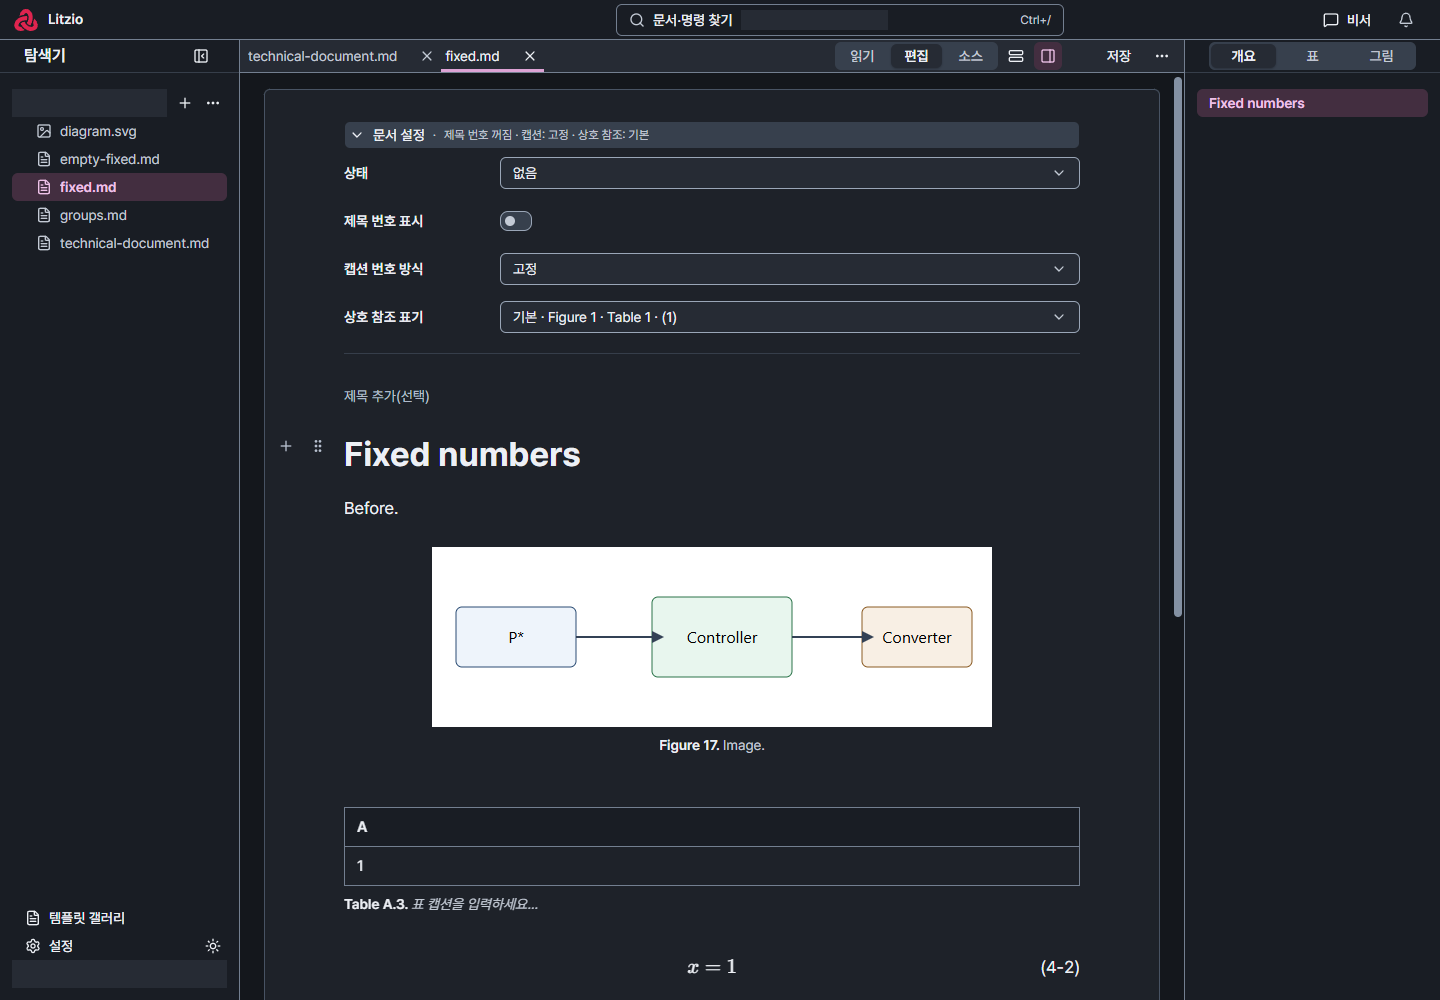 Litzio
문서·명령 찾기
Ctrl+/
비서
탐색기
technical-document.md
fixed.md
읽기
편집
소스
저장
개요
표
그림
diagram.svg
empty-fixed.md
fixed.md
groups.md
technical-document.md
템플릿 갤러리
설정
문서 설정 · 제목 번호 꺼짐 · 캡션: 고정 · 상호 참조: 기본
상태
없음
제목 번호 표시
캡션 번호 방식
고정
상호 참조 표기
기본 · Figure 1 · Table 1 · (1)
제목 추가(선택)
Fixed numbers
Before.
P*
Controller
Converter
Figure 17. Image.
A
1
Table A.3. 표 캡션을 입력하세요...
x = 1
(4-2)
Fixed numbers